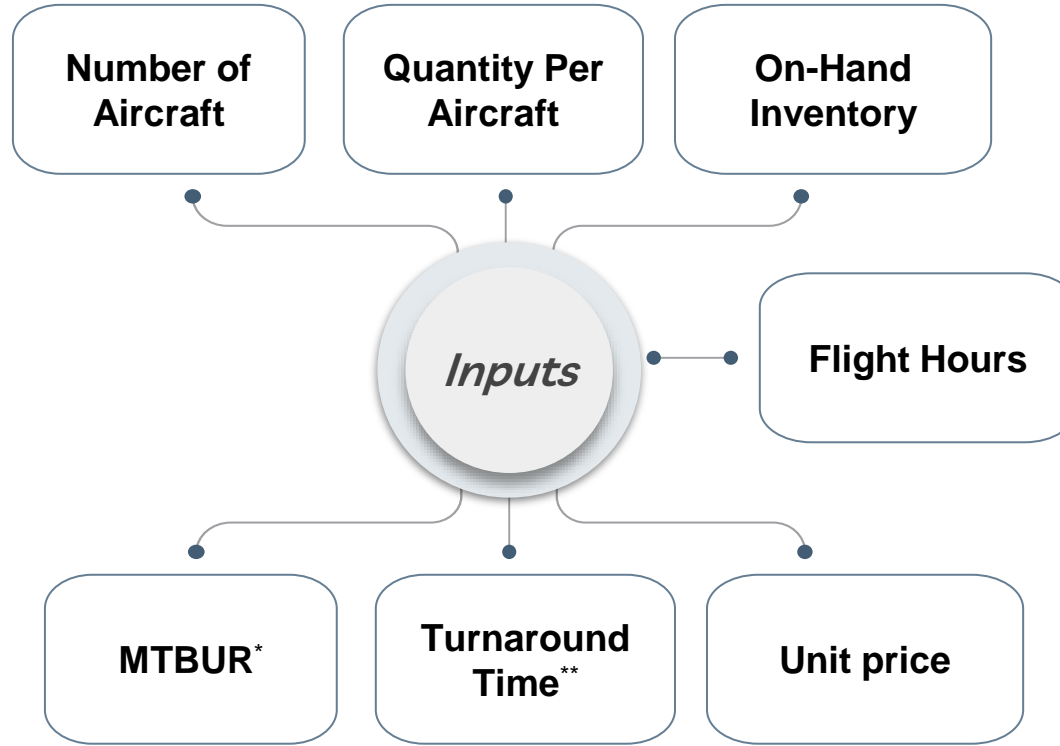 Number of
Aircraft
Quantity Per
Aircraft
On-Hand
Inventory
Inputs
Flight Hours
MTBUR*
Turnaround
Time**
Unit price